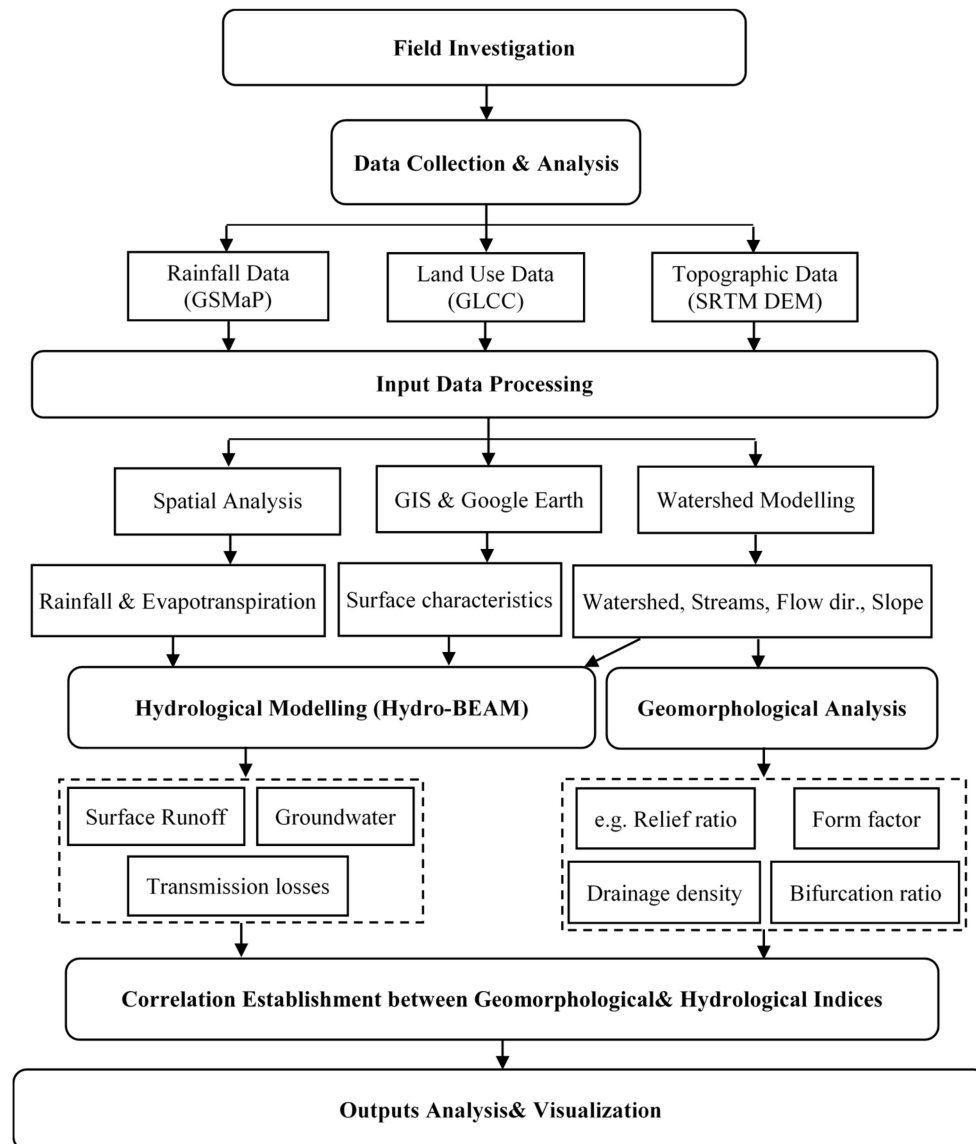 Field Investigation
Data Collection & Analysis
Rainfall Data
(GSMaP)
Land Use Data
(GLCC)
Topographic Data
(SRTM DEM)
Input Data Processing
Spatial Analysis
GIS & Google Earth
Watershed Modelling
Rainfall & Evapotranspiration
Surface characteristics
Watershed, Streams, Flow dir., Slope
Hydrological Modelling (Hydro-BEAM)
Geomorphological Analysis
Surface Runoff
Groundwater
Transmission losses
e.g. Relief ratio
Form factor
Drainage density
Bifurcation ratio
Correlation Establishment between Geomorphological& Hydrological Indices
Outputs Analysis& Visualization